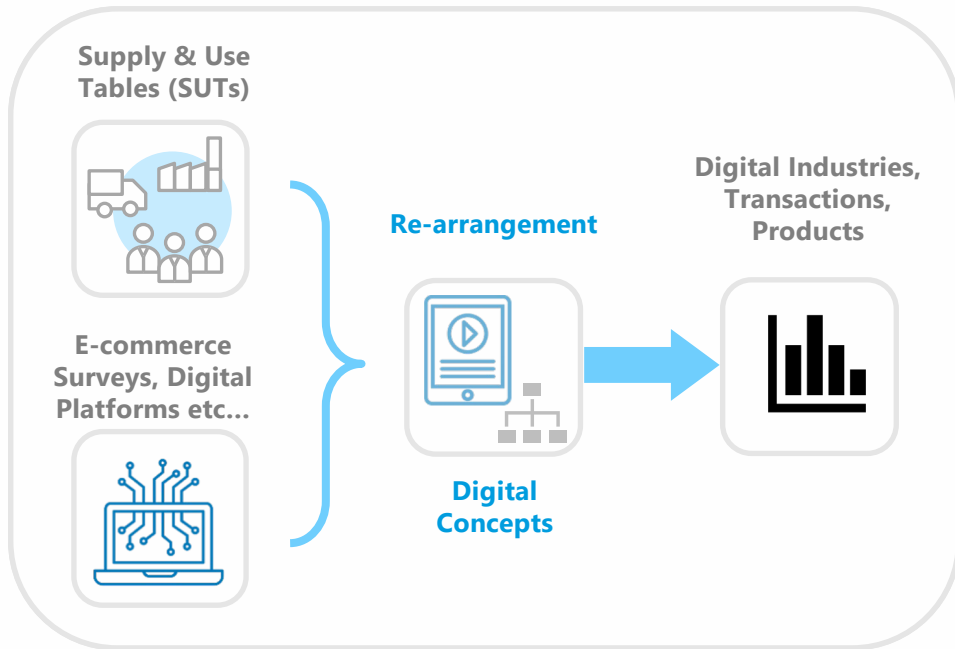 Supply & Use
Tables (SUTs)
E-commerce
Surveys, Digital
Platforms etc...
Re-arrangement
Digital
Concepts
Digital Industries,
Transactions,
Products